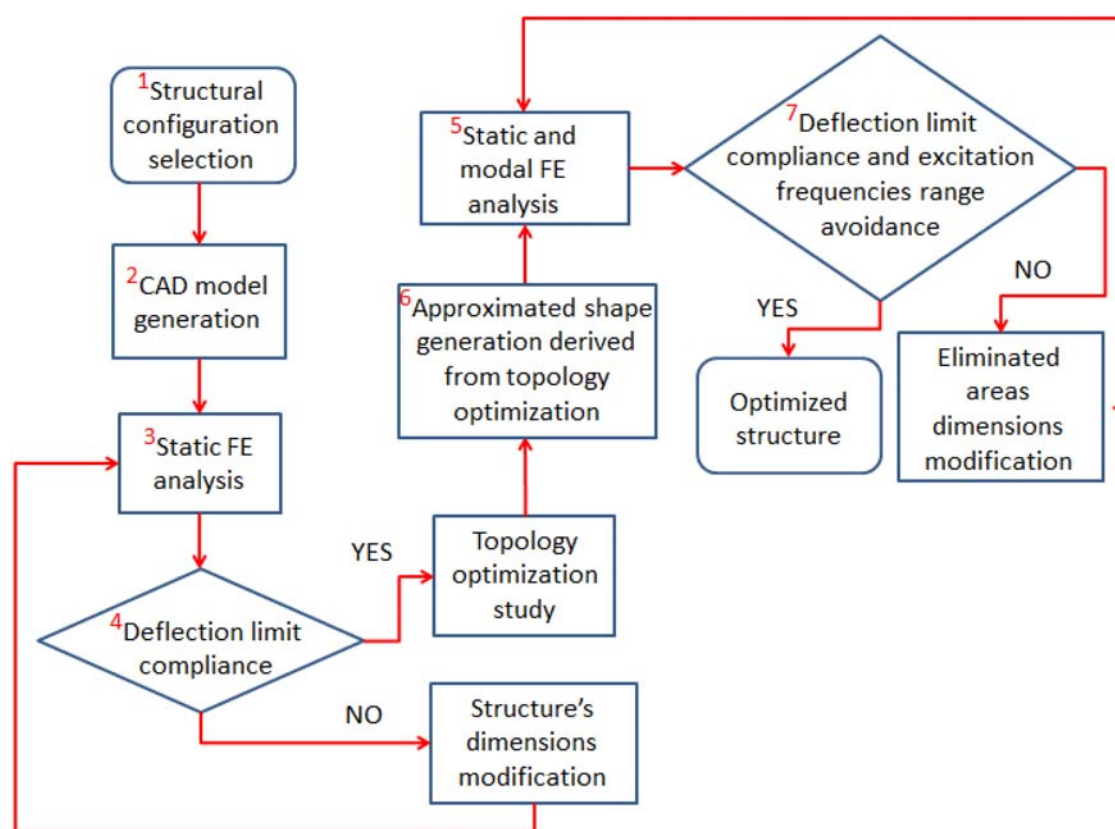 1Structural
configuration
selection
2CAD model
generation
3Static FE
analysis
4Deflection limit
compliance
YES
NO
Structure's
dimensions
modification
Topology
optimization
study
6Approximated shape
generation derived
from topology
optimization
5Static and
modal FE
analysis
7Deflection limit
compliance and excitation
frequencies range
avoidance
YES
NO
Optimized
structure
Eliminated
areas
dimensions
modification